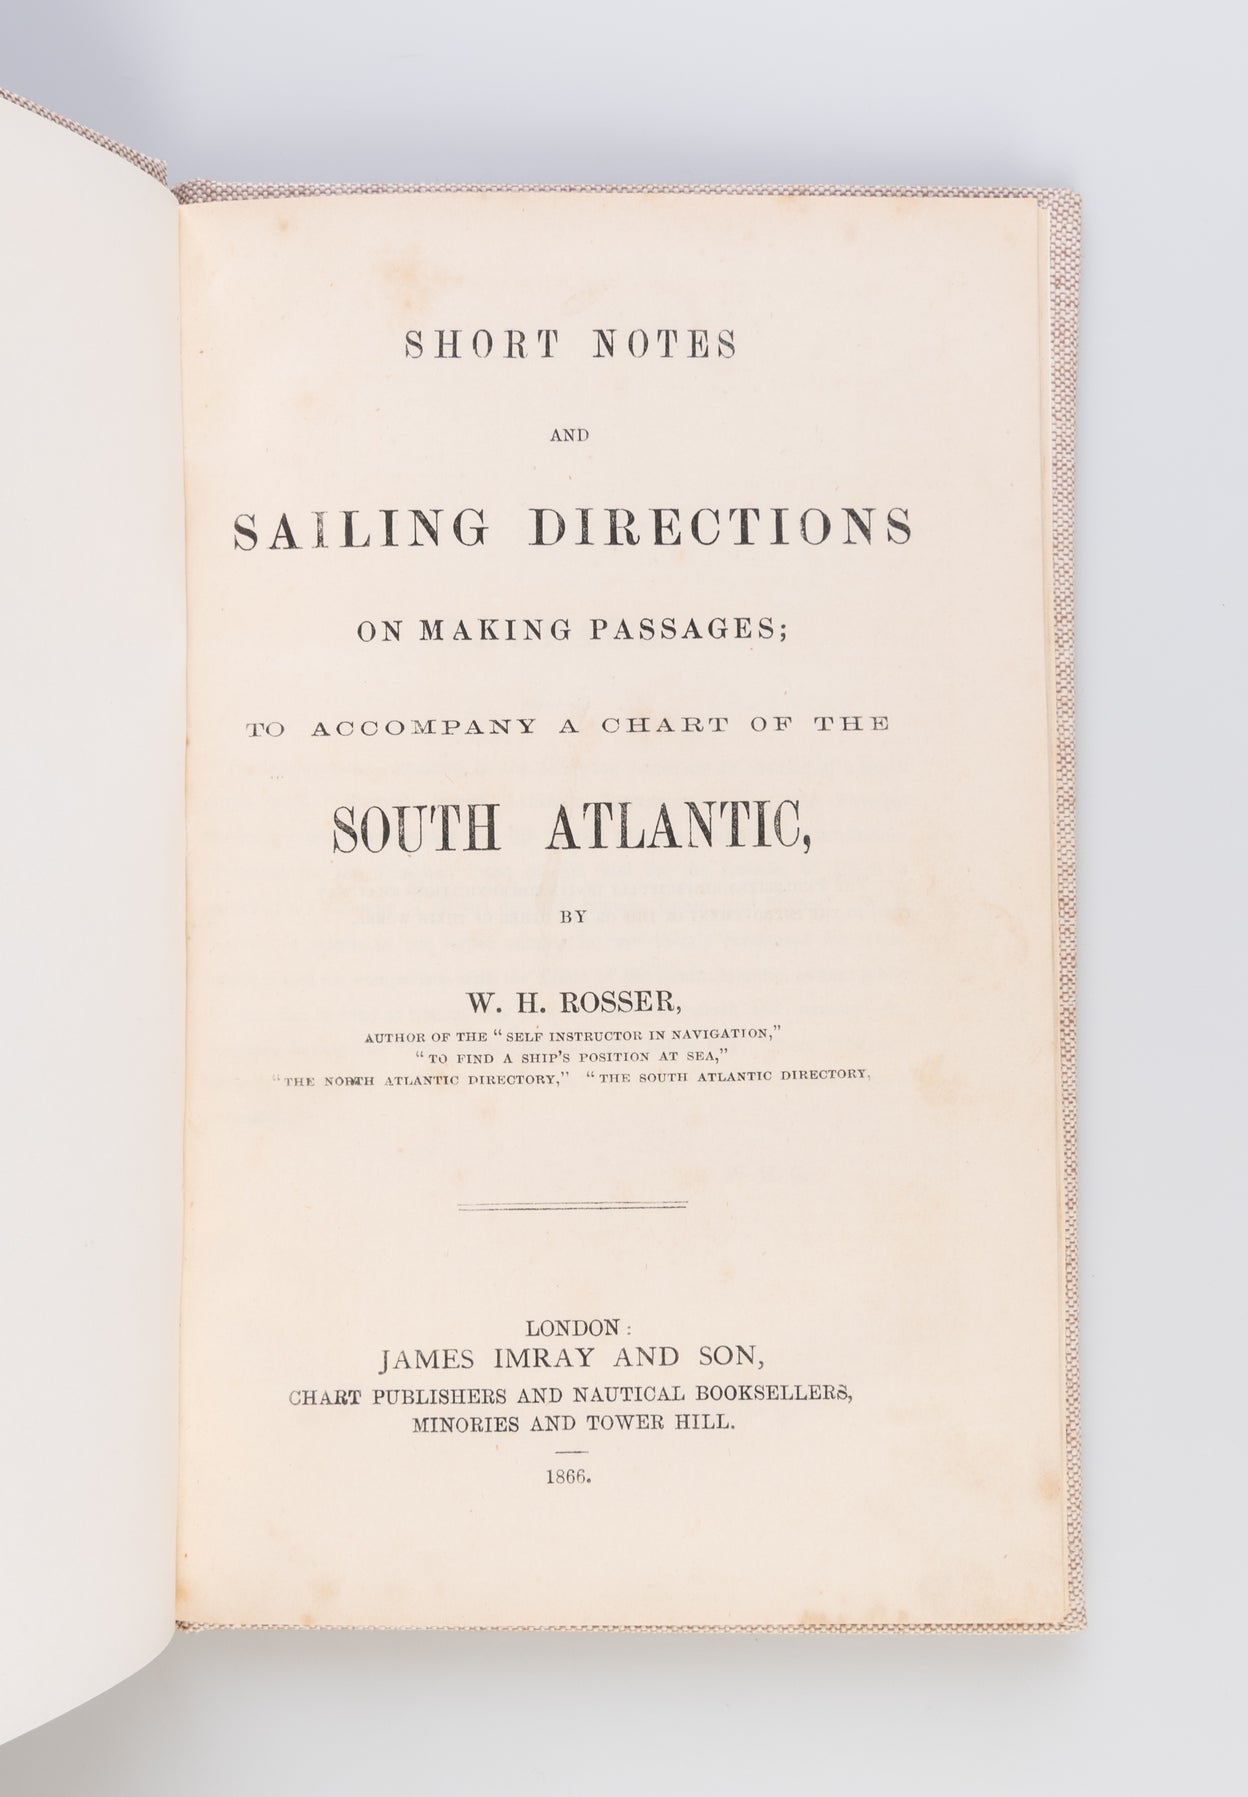 SHORT NOTES
AND
SAILING DIRECTIONS
ON MAKING PASSAGES;
TO ACCOMPANY A CHART OF THE
SOUTH ATLANTIC,
BY
W. H. ROSSER,
AUTHOR OF THE “SELF INSTRUCTOR IN NAVIGATION,”
“TO FIND A SHIP’S POSITION AT SEA,”
“THE NORTH ATLANTIC DIRECTORY,” “THE SOUTH ATLANTIC DIRECTORY,
LONDON:
JAMES IMRAY AND SON,
CHART PUBLISHERS AND NAUTICAL BOOKSELLERS,
MINORIES AND TOWER HILL.
1866.